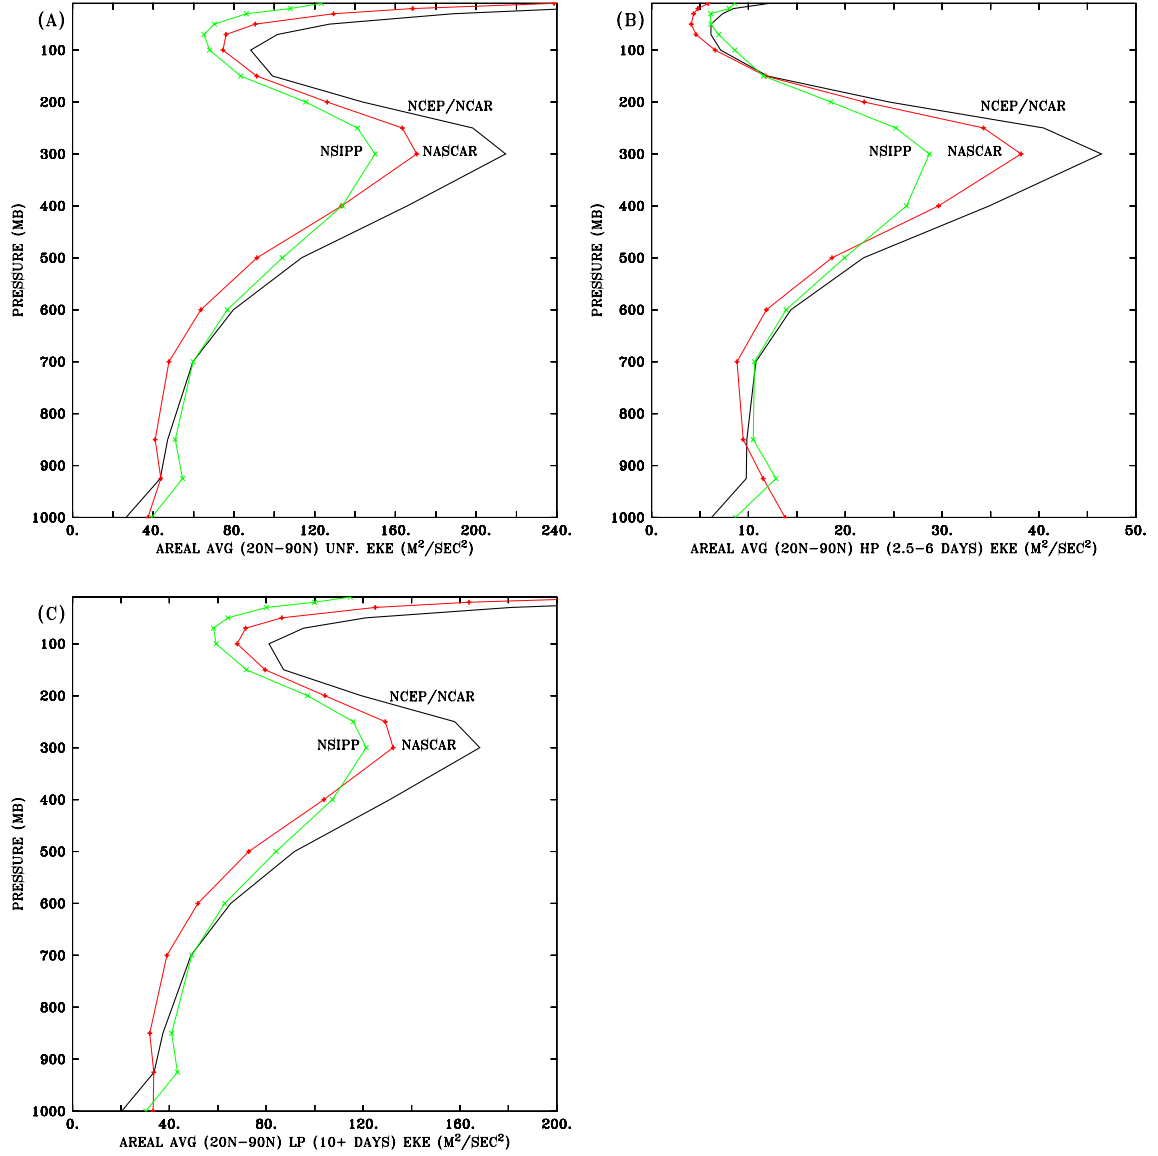 (A)
100
200
300
400
500
600
700
800
900
1000
PRESSURE (MB)
NCEP/NCAR
NSIPP
NASCAR
0. 40. 80. 120. 160. 200. 240.
AREAL AVG (20N-90N) UNF. EKE (M²/SEC²)
(B)
100
200
300
400
500
600
700
800
900
1000
PRESSURE (MB)
NCEP/NCAR
NSIPP
NASCAR
0. 10. 20. 30. 40. 50.
AREAL AVG (20N-90N) HP (2.5-6 DAYS) EKE (M²/SEC²)
(C)
100
200
300
400
500
600
700
800
900
1000
PRESSURE (MB)
NCEP/NCAR
NSIPP
NASCAR
0. 40. 80. 120. 160. 200.
AREAL AVG (20N-90N) LP (10+ DAYS) EKE (M²/SEC²)